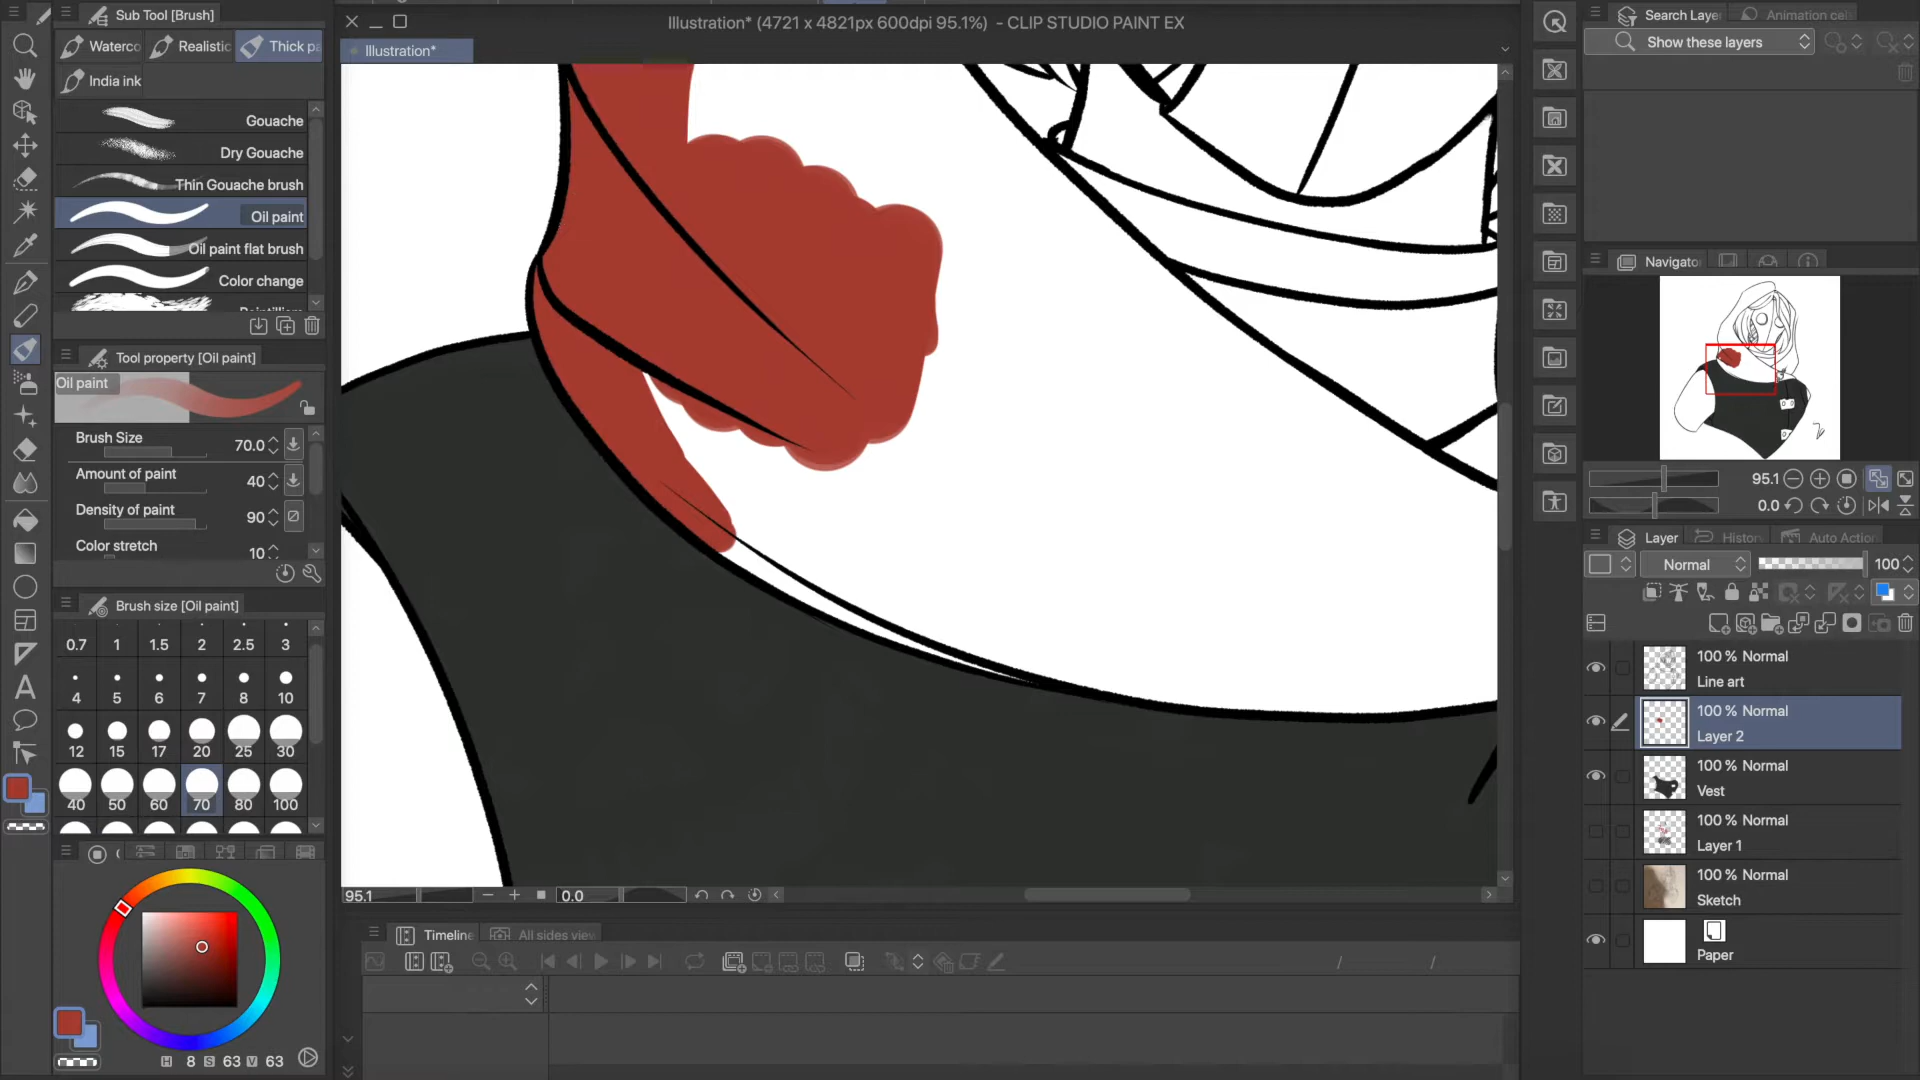 Sub Tool [Brush]
Waterco
Realistic
Thick pa
India ink
Gouache
Dry Gouache
Thin Gouache brush
Oil paint
Oil paint flat brush
Color change
Tool property [Oil paint]
Oil paint
Brush Size
70.0
Amount of paint
40
Density of paint
90
Color stretch
10
Brush size [Oil paint]
0.7 1 1.5 2 2.5 3
4 5 6 7 8 10
12 15 17 20 25 30
40 50 60 70 80 100
H 8 S 63 V 63
Illustration* (4721 x 4821px 600dpi 95.1%) - CLIP STUDIO PAINT EX
Illustration*
95.1
0.0
Timeline
All sides view
/ /
Search Laye
Animation cel
Show these layers
Navigator
95.1
0.0
Layer
History
Auto Action
Normal
100
100 % Normal
Line art
100 % Normal
Layer 2
100 % Normal
Vest
100 % Normal
Layer 1
100 % Normal
Sketch
Paper